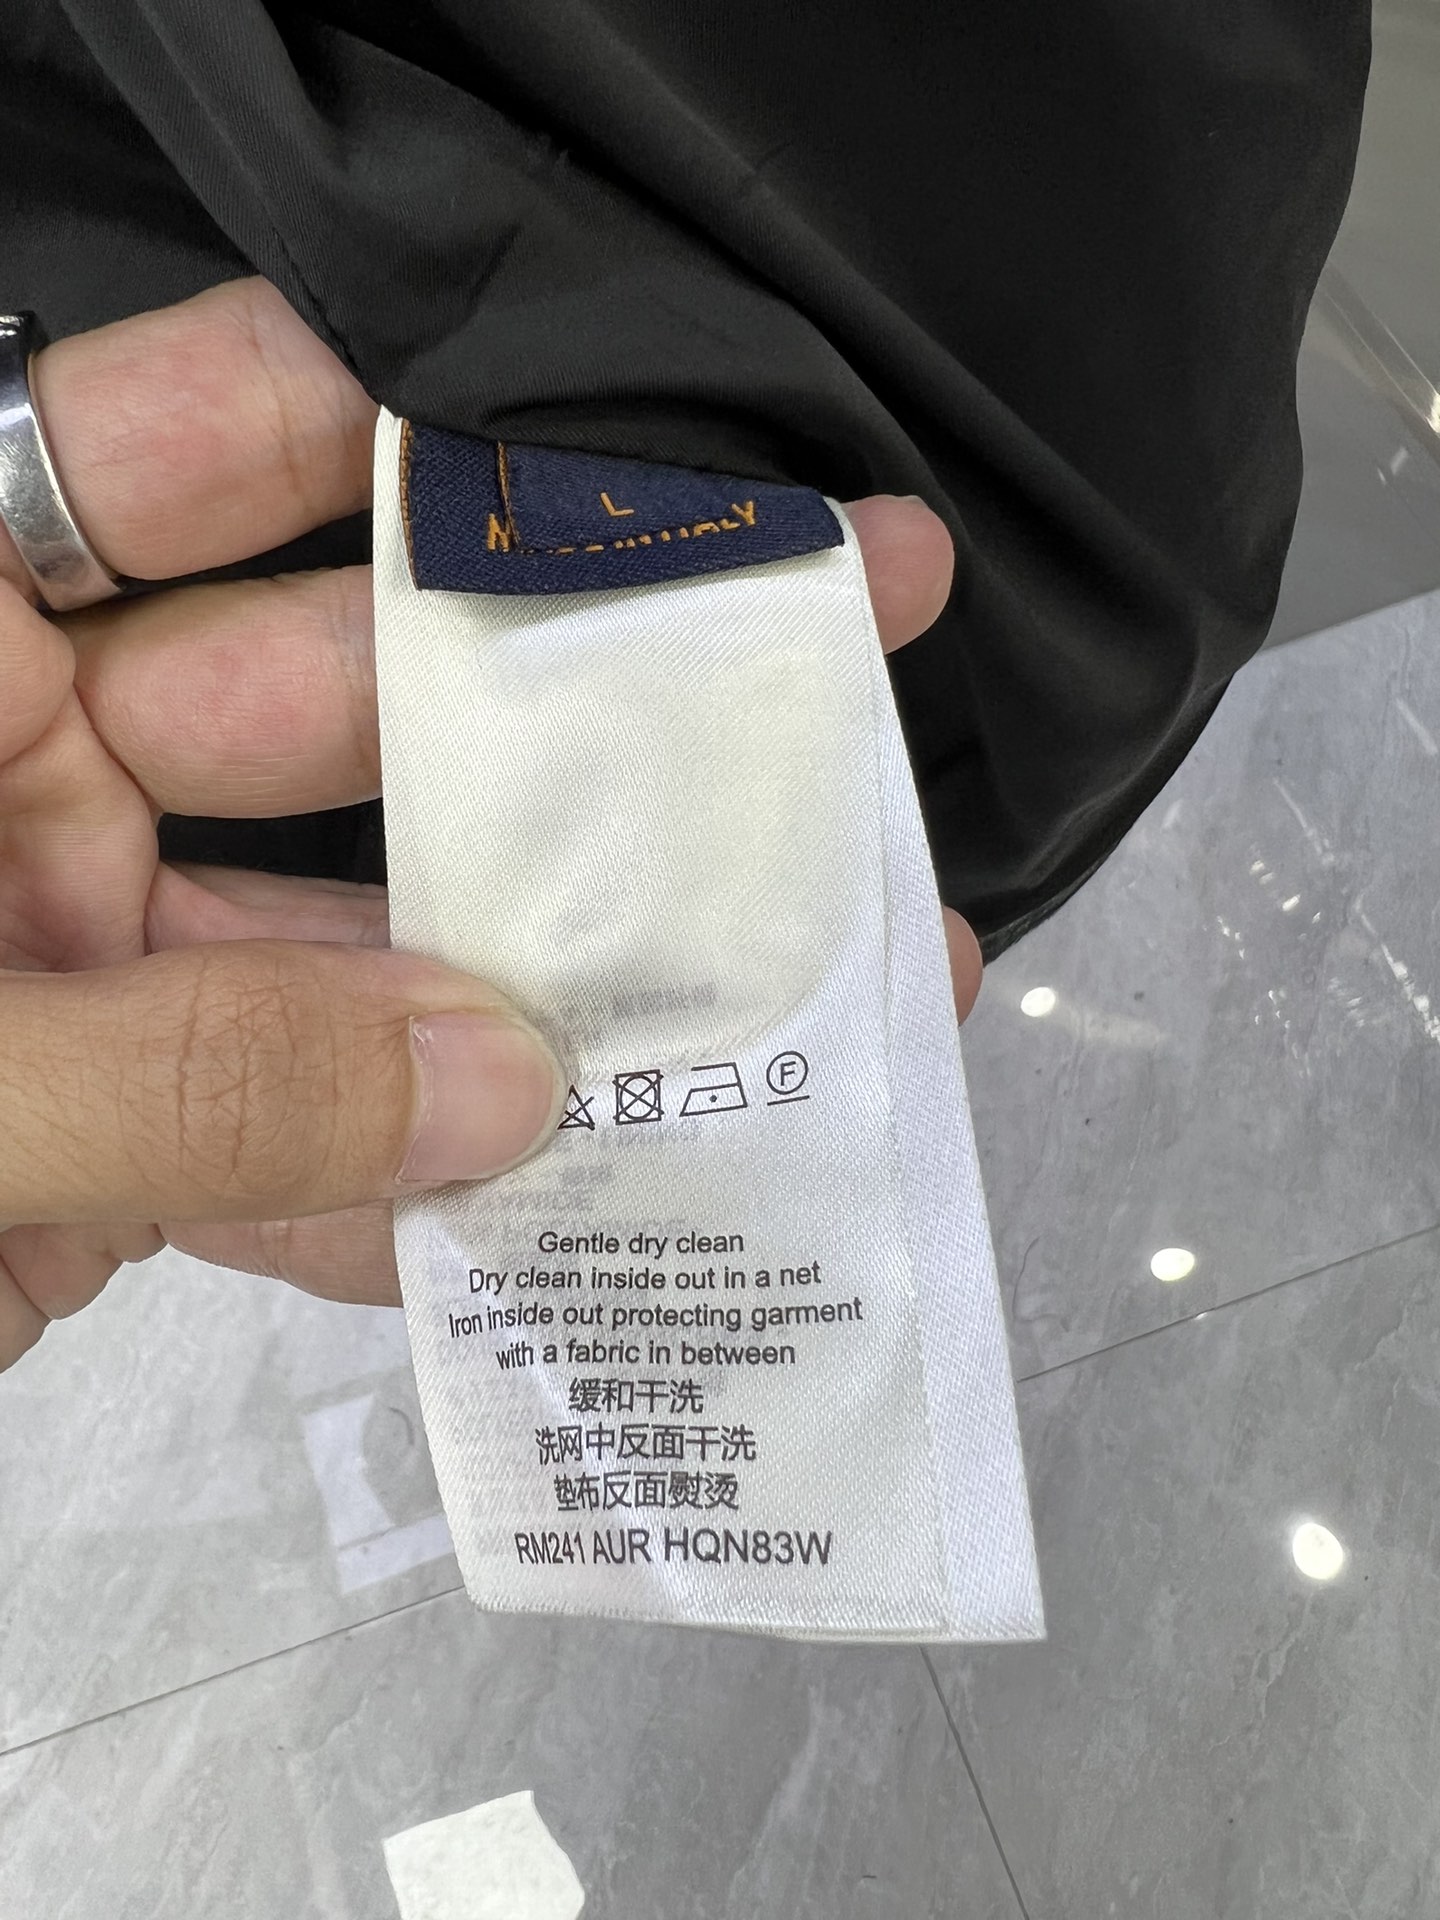 L
F
Gentle dry clean
Dry clean inside out in a net
Iron inside out protecting garment
with a fabric in between
缓和干洗
洗网中反面干洗
垫布反面熨烫
RM241 AUR HQN83W